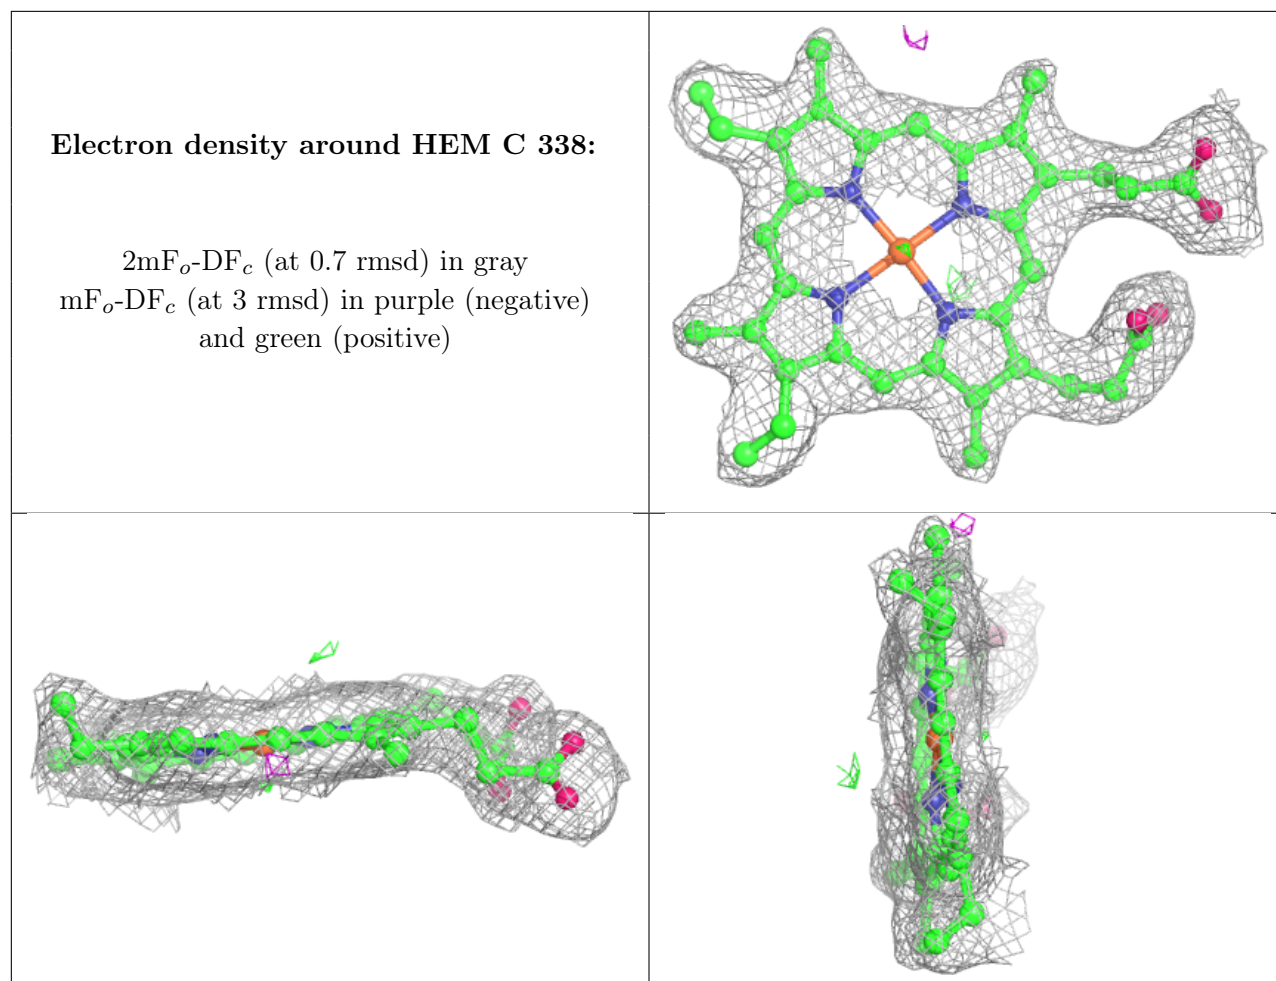 Electron density around HEM C 338:
2mFo-DFc (at 0.7 rmsd) in gray
mFo-DFc (at 3 rmsd) in purple (negative)
and green (positive)